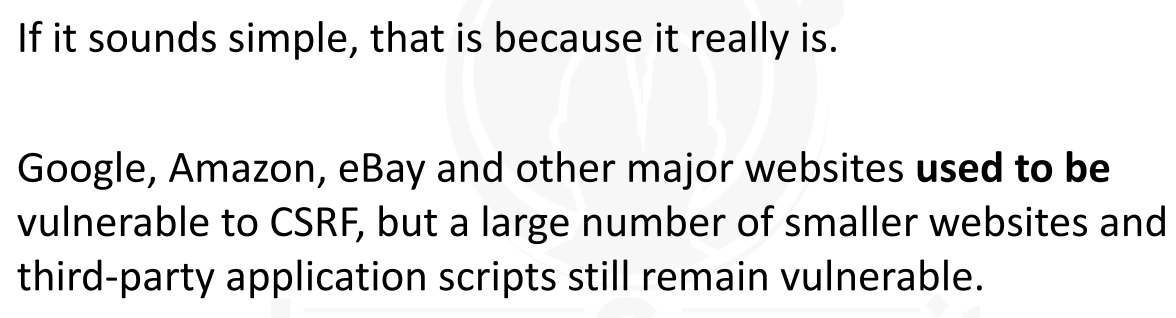 If it sounds simple, that is because it really is.
Google, Amazon, eBay and other major websites used to be
vulnerable to CSRF, but a large number of smaller websites and
third-party application scripts still remain vulnerable.